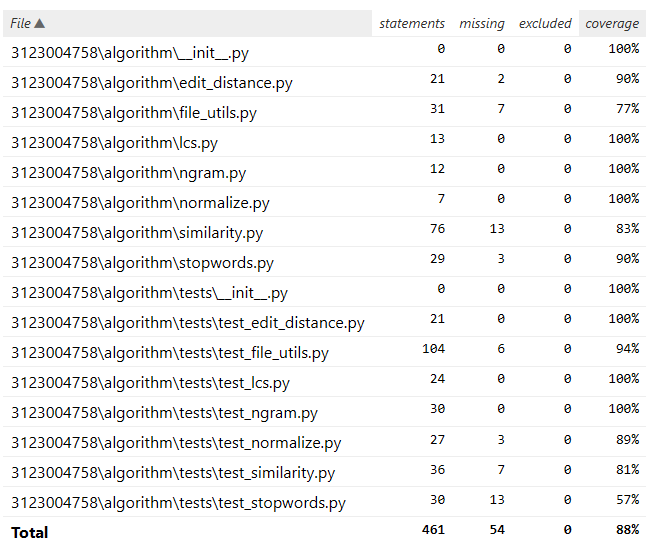 File ▲ statements missing excluded coverage
3123004758\algorithm\__init__.py 0 0 0 100%
3123004758\algorithm\edit_distance.py 21 2 0 90%
3123004758\algorithm\file_utils.py 31 7 0 77%
3123004758\algorithm\lcs.py 13 0 0 100%
3123004758\algorithm\ngram.py 12 0 0 100%
3123004758\algorithm\normalize.py 7 0 0 100%
3123004758\algorithm\similarity.py 76 13 0 83%
3123004758\algorithm\stopwords.py 29 3 0 90%
3123004758\algorithm\tests\__init__.py 0 0 0 100%
3123004758\algorithm\tests\test_edit_distance.py 21 0 0 100%
3123004758\algorithm\tests\test_file_utils.py 104 6 0 94%
3123004758\algorithm\tests\test_lcs.py 24 0 0 100%
3123004758\algorithm\tests\test_ngram.py 30 0 0 100%
3123004758\algorithm\tests\test_normalize.py 27 3 0 89%
3123004758\algorithm\tests\test_similarity.py 36 7 0 81%
3123004758\algorithm\tests\test_stopwords.py 30 13 0 57%
Total 461 54 0 88%